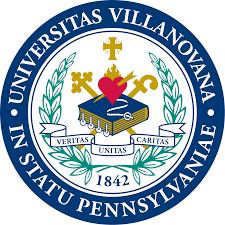 UNIVERSITAS VILLANOVANA
IN STATU PENNSYLVANIAE
VERITAS
UNITAS
CARITAS
1842